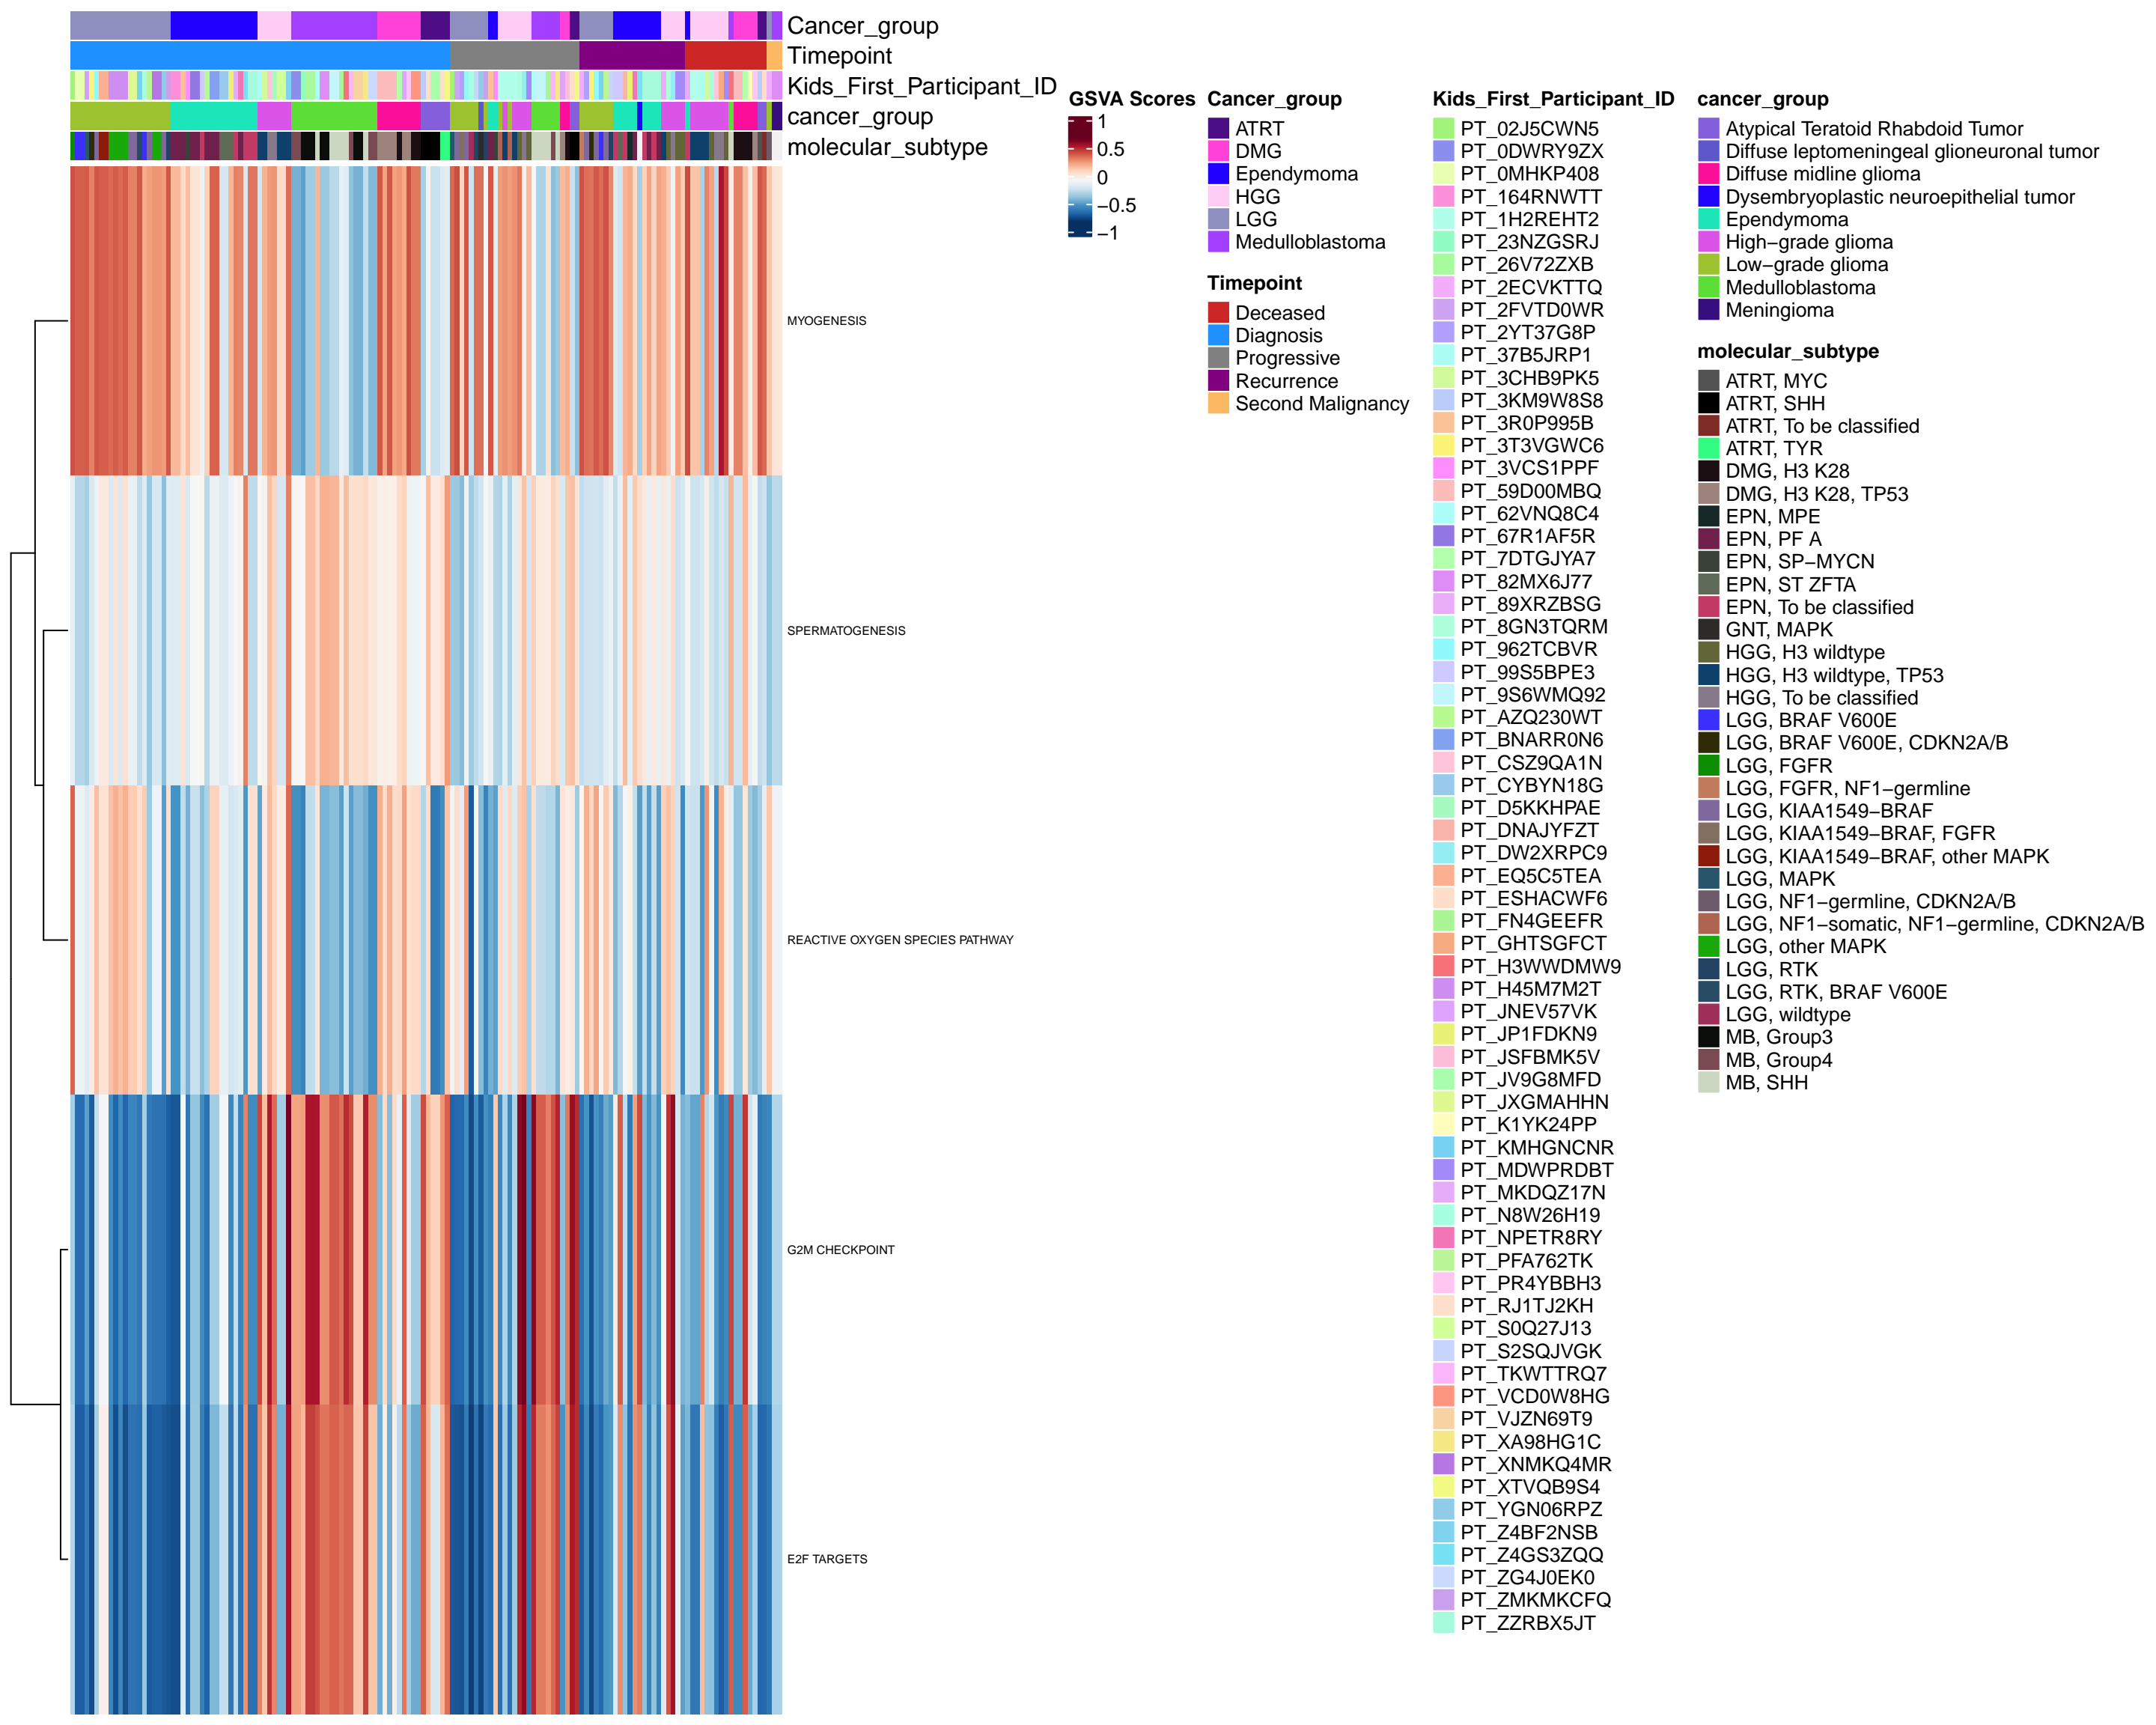 Cancer_group
Timepoint
Kids_First_Participant_ID
cancer_group
molecular_subtype
MYOGENESIS
SPERMATOGENESIS
REACTIVE OXYGEN SPECIES PATHWAY
G2M CHECKPOINT
E2F TARGETS
GSVA Scores
1
0.5
0
−0.5
−1
Cancer_group
ATRT
DMG
Ependymoma
HGG
LGG
Medulloblastoma
Timepoint
Deceased
Diagnosis
Progressive
Recurrence
Second Malignancy
Kids_First_Participant_ID
PT_02J5CWN5
PT_0DWRY9ZX
PT_0MHKP408
PT_164RNWTT
PT_1H2REHT2
PT_23NZGSRJ
PT_26V72ZXB
PT_2ECVKTTQ
PT_2FVTD0WR
PT_2YT37G8P
PT_37B5JRP1
PT_3CHB9PK5
PT_3KM9W8S8
PT_3R0P995B
PT_3T3VGWC6
PT_3VCS1PPF
PT_59D00MBQ
PT_62VNQ8C4
PT_67R1AF5R
PT_7DTGJYA7
PT_82MX6J77
PT_89XRZBSG
PT_8GN3TQRM
PT_962TCBVR
PT_99S5BPE3
PT_9S6WMQ92
PT_AZQ230WT
PT_BNARR0N6
PT_CSZ9QA1N
PT_CYBYN18G
PT_D5KKHPAE
PT_DNAJYFZT
PT_DW2XRPC9
PT_EQ5C5TEA
PT_ESHACWF6
PT_FN4GEEFR
PT_GHTSGFCT
PT_H3WWDMW9
PT_H45M7M2T
PT_JNEV57VK
PT_JP1FDKN9
PT_JSFBMK5V
PT_JV9G8MFD
PT_JXGMAHHN
PT_K1YK24PP
PT_KMHGNCNR
PT_MDWPRDBT
PT_MKDQZ17N
PT_N8W26H19
PT_NPETR8RY
PT_PFA762TK
PT_PR4YBBH3
PT_RJ1TJ2KH
PT_S0Q27J13
PT_S2SQJVGK
PT_TKWTTRQ7
PT_VCD0W8HG
PT_VJZN69T9
PT_XA98HG1C
PT_XNMKQ4MR
PT_XTVQB9S4
PT_YGN06RPZ
PT_Z4BF2NSB
PT_Z4GS3ZQQ
PT_ZG4J0EK0
PT_ZMKMKCFQ
PT_ZZRBX5JT
cancer_group
Atypical Teratoid Rhabdoid Tumor
Diffuse leptomeningeal glioneuronal tumor
Diffuse midline glioma
Dysembryoplastic neuroepithelial tumor
Ependymoma
High−grade glioma
Low−grade glioma
Medulloblastoma
Meningioma
molecular_subtype
ATRT, MYC
ATRT, SHH
ATRT, To be classified
ATRT, TYR
DMG, H3 K28
DMG, H3 K28, TP53
EPN, MPE
EPN, PF A
EPN, SP−MYCN
EPN, ST ZFTA
EPN, To be classified
GNT, MAPK
HGG, H3 wildtype
HGG, H3 wildtype, TP53
HGG, To be classified
LGG, BRAF V600E
LGG, BRAF V600E, CDKN2A/B
LGG, FGFR
LGG, FGFR, NF1−germline
LGG, KIAA1549−BRAF
LGG, KIAA1549−BRAF, FGFR
LGG, KIAA1549−BRAF, other MAPK
LGG, MAPK
LGG, NF1−germline, CDKN2A/B
LGG, NF1−somatic, NF1−germline, CDKN2A/B
LGG, other MAPK
LGG, RTK
LGG, RTK, BRAF V600E
LGG, wildtype
MB, Group3
MB, Group4
MB, SHH